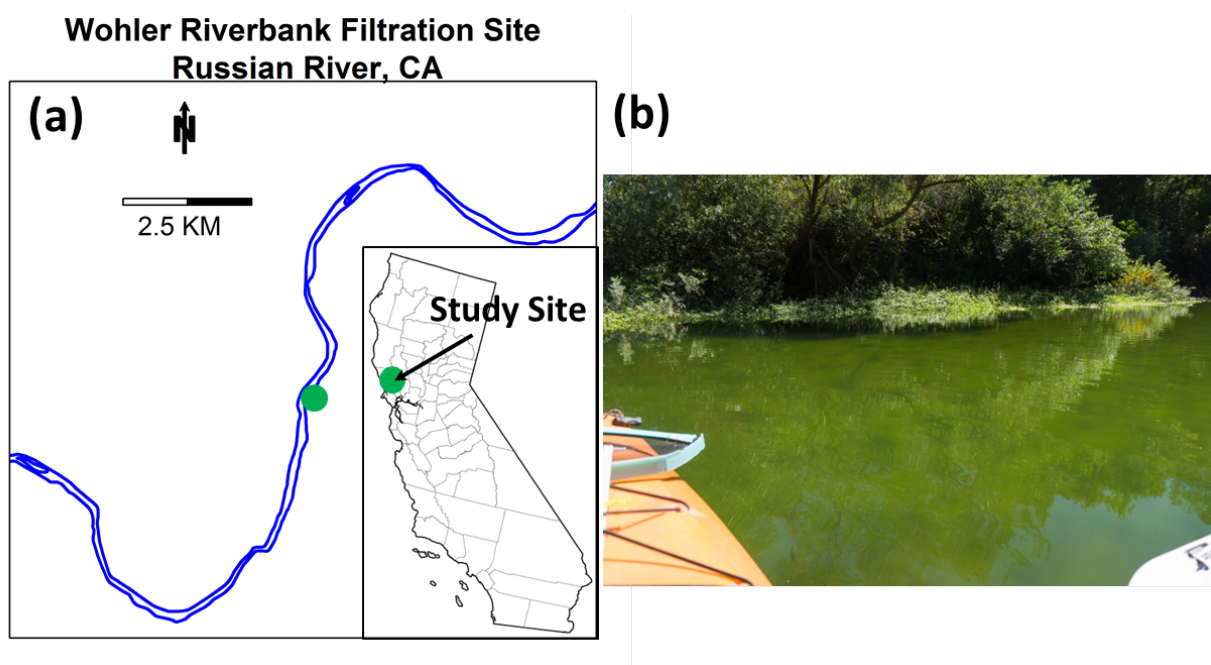 Wohler Riverbank Filtration Site
Russian River, CA
(a)
N
2.5 KM
Study Site
(b)